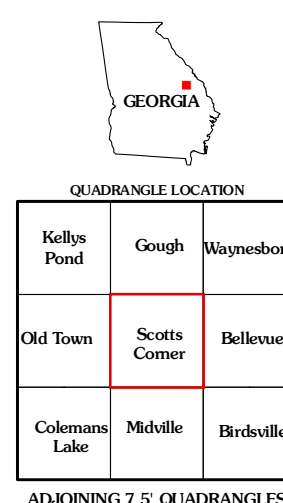 GEORGIA
QUADRANGLE LOCATION
Kellys
Pond
Gough
Waynesbor
Old Town
Scotts
Corner
Bellevue
Colemans
Lake
Midville
Birdsville
ADJOINING 7.5' QUADRANGLES